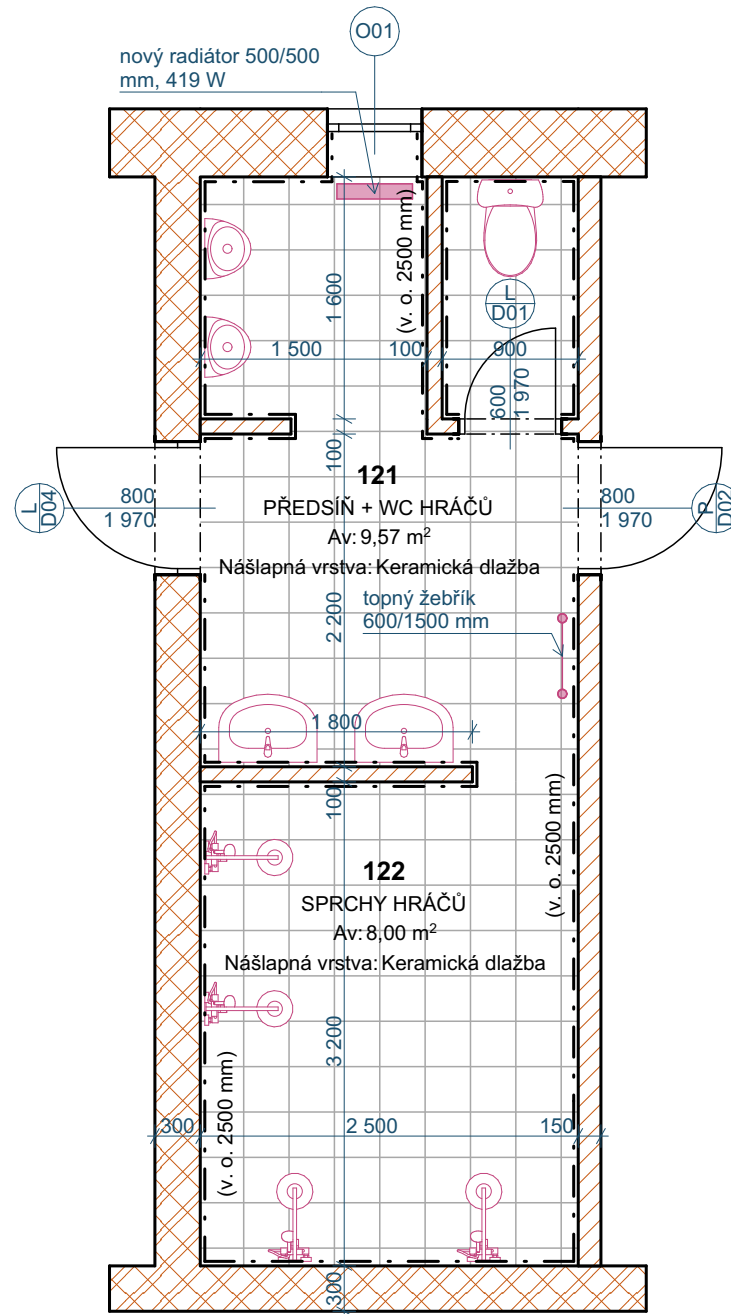 O01
nový radiátor 500/500
mm, 419 W
(v. o. 2500 mm)
1 600
L
D01
1 500
100
900
600
1 970
100
121
PŘEDSÍŇ + WC HRÁČŮ
Av: 9,57 m²
Nášlapná vrstva: Keramická dlažba
L
D04
800
1 970
800
1 970
P
D02
topný žebřík
600/1500 mm
2 200
1 800
100
(v. o. 2500 mm)
122
SPRCHY HRÁČŮ
Av: 8,00 m²
Nášlapná vrstva: Keramická dlažba
3 200
(v. o. 2500 mm)
300
2 500
150
300